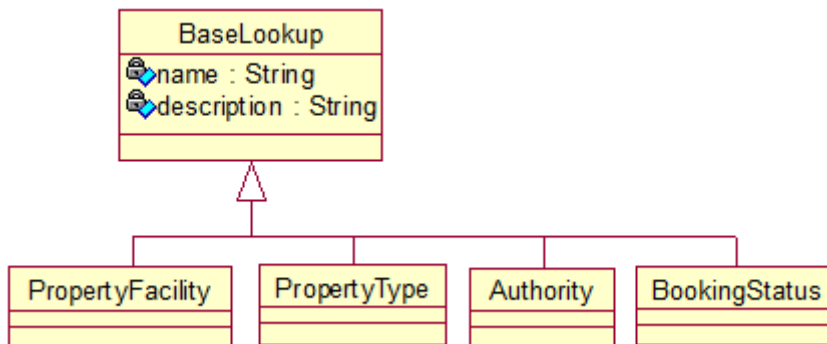 BaseLookup
name : String
description : String
PropertyFacility
PropertyType
Authority
BookingStatus